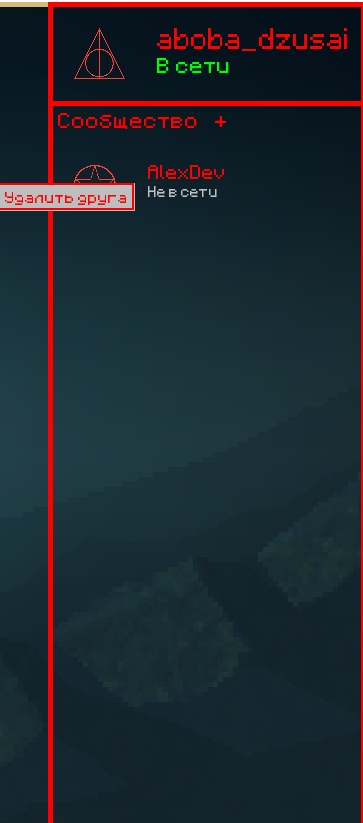 aboba_dzusai
В сети
Сообщество +
AlexDev
Не в сети
Удалить друга